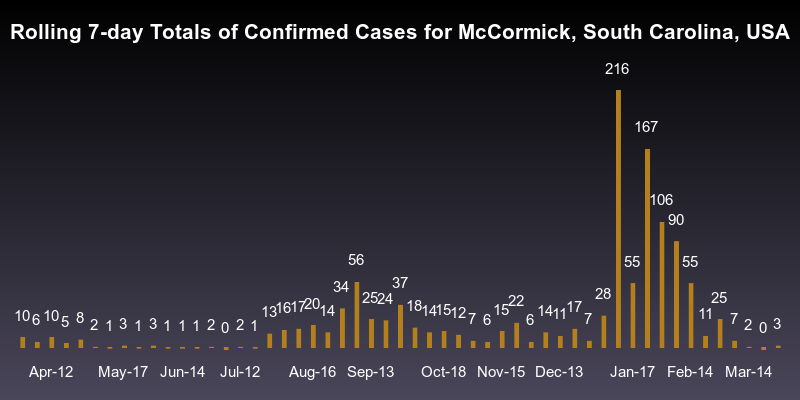 Rolling 7-day Totals of Confirmed Cases for McCormick, South Carolina, USA
10 6 10 5 8 2 1 3 1 3 1 1 1 2 0 2 1 13 16 17 20 14 34 56 25 24 37 18 14 15 12 7 6 15 22 6 14 11 17 7 28 216 55 167 106 90 55 11 25 7 2 0 3
Apr-12 May-17 Jun-14 Jul-12 Aug-16 Sep-13 Oct-18 Nov-15 Dec-13 Jan-17 Feb-14 Mar-14